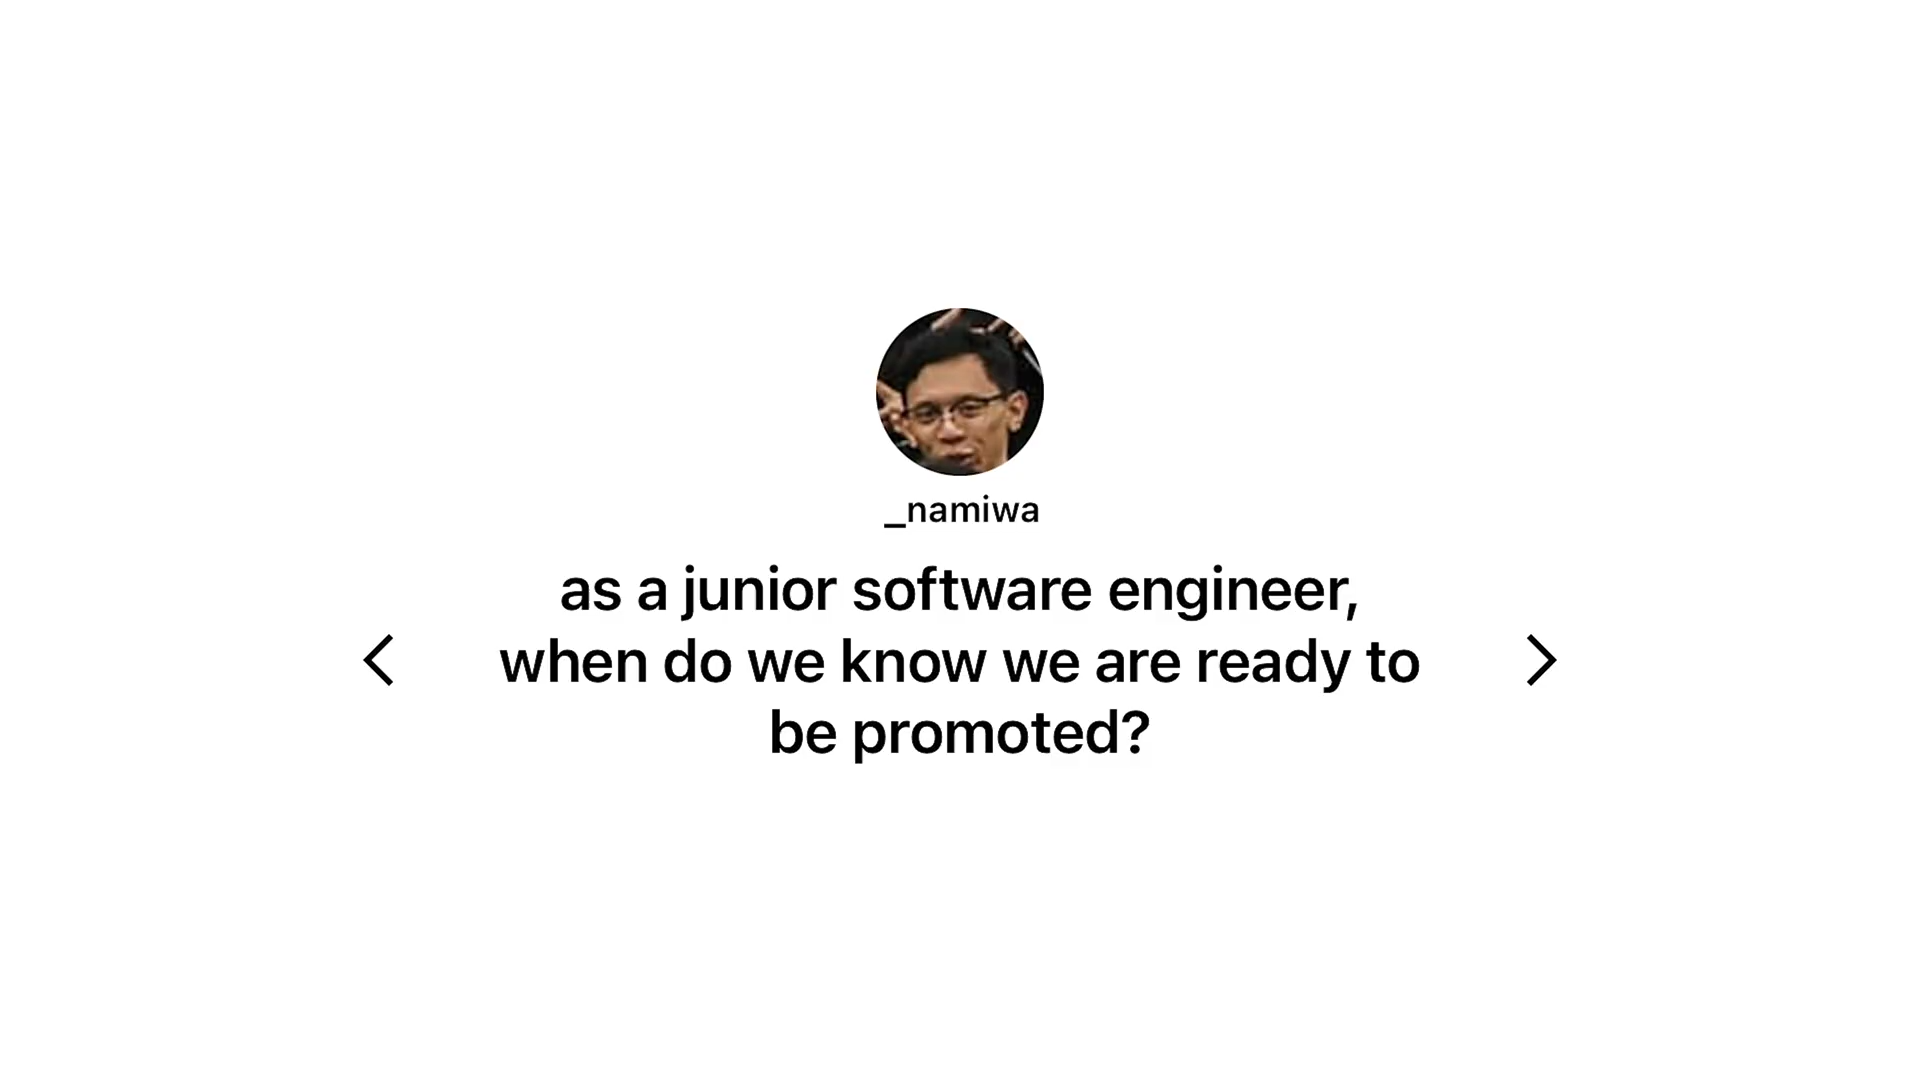 _namiwa
as a junior software engineer,
when do we know we are ready to
be promoted?